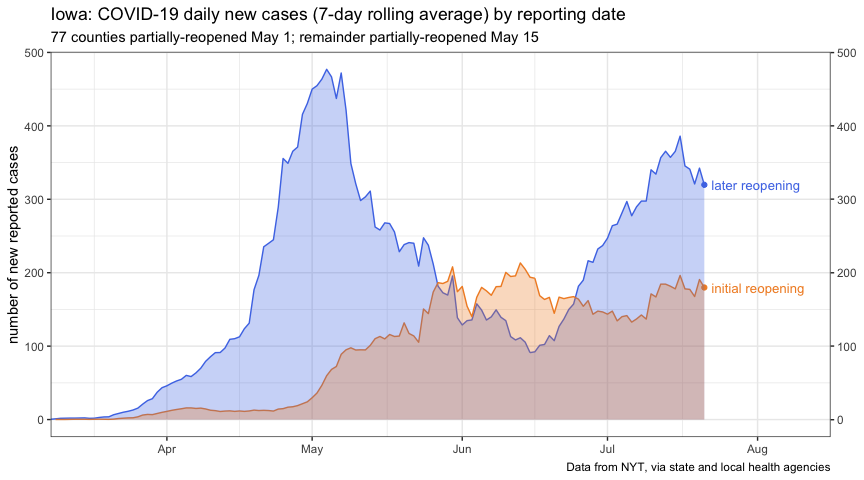 Iowa: COVID-19 daily new cases (7-day rolling average) by reporting date
77 counties partially-reopened May 1; remainder partially-reopened May 15
number of new reported cases
500
400
300
200
100
0
500
400
300
200
100
0
later reopening
initial reopening
Apr May Jun Jul Aug
Data from NYT, via state and local health agencies